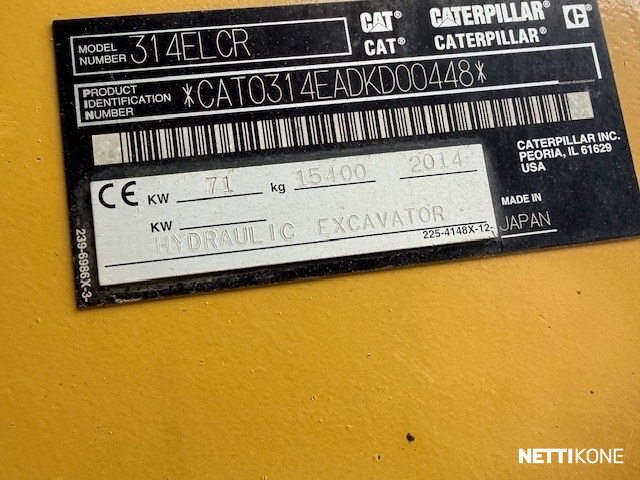 MODEL NUMBER 314ELCR
CAT® CATERPILLAR® C
CAT® CATERPILLAR®
PRODUCT IDENTIFICATION NUMBER *CAT0314EADKD00448*
CATERPILLAR INC.
PEORIA, IL 61629
USA
CE KW 71 kg 15400 2014
KW
HYDRAULIC EXCAVATOR
225-4148X-12
MADE IN
JAPAN
239-6986X-3
NETTIKONE